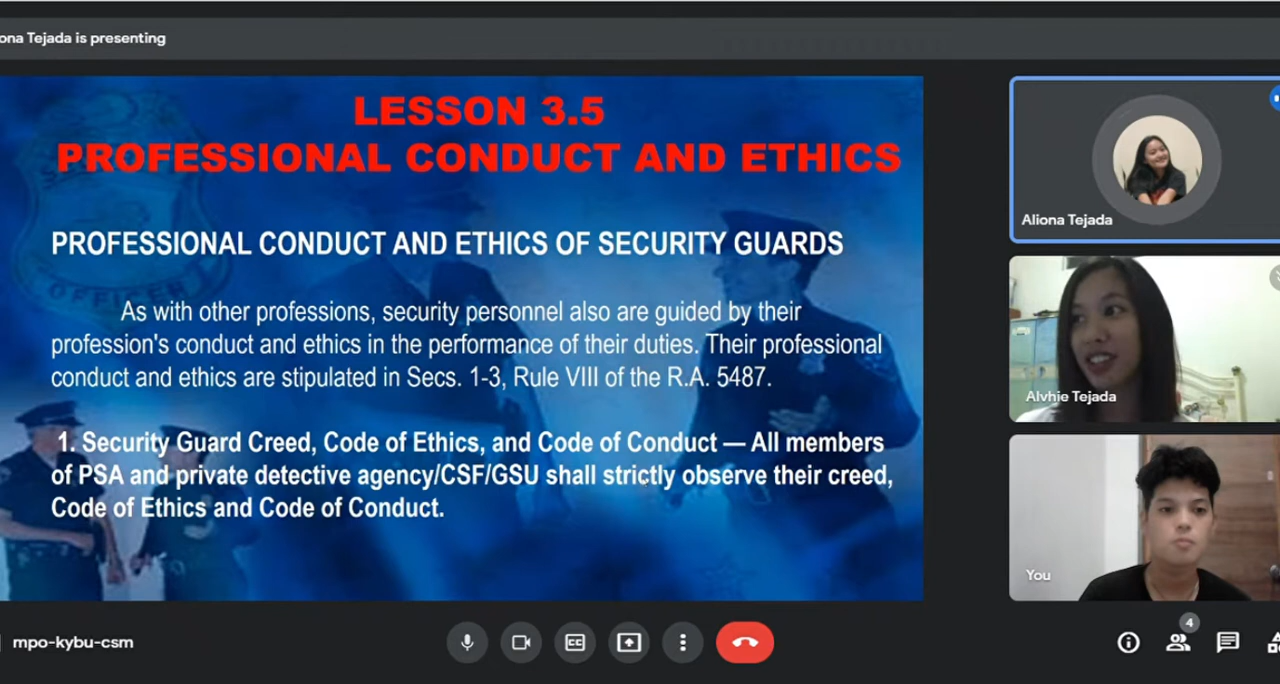 ona Tejada is presenting
LESSON 3.5
PROFESSIONAL CONDUCT AND ETHICS
PROFESSIONAL CONDUCT AND ETHICS OF SECURITY GUARDS
As with other professions, security personnel also are guided by their
profession's conduct and ethics in the performance of their duties. Their professional
conduct and ethics are stipulated in Secs. 1-3, Rule VIII of the R.A. 5487.
1. Security Guard Creed, Code of Ethics, and Code of Conduct — All members
of PSA and private detective agency/CSF/GSU shall strictly observe their creed,
Code of Ethics and Code of Conduct.
OFFICER
Aliona Tejada
Alvhie Tejada
You
mpo-kybu-csm
CC
4